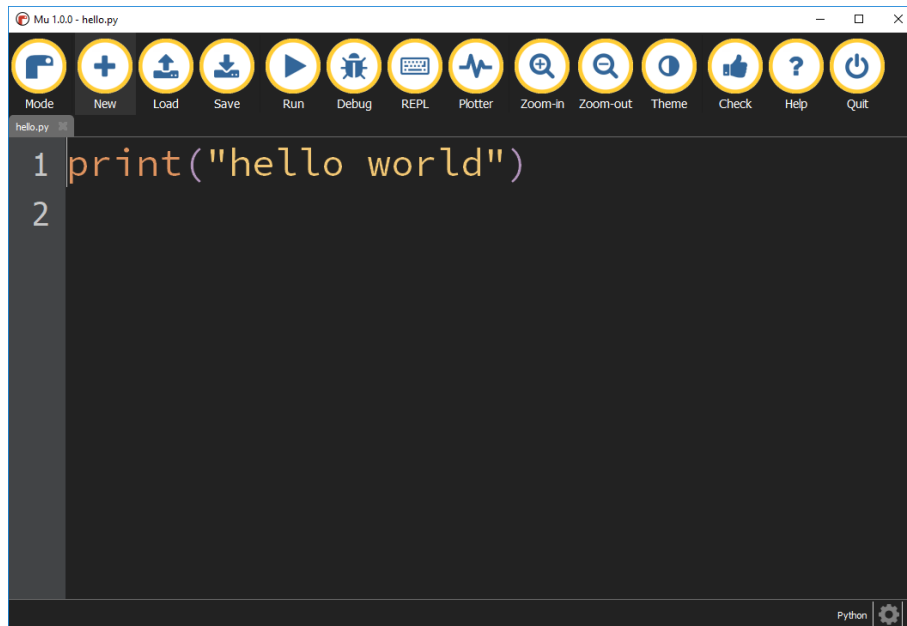 Mu 1.0.0 - hello.py
Mode New Load Save Run Debug REPL Plotter Zoom-in Zoom-out Theme Check Help Quit
hello.py
1 print("hello world")
2
Python